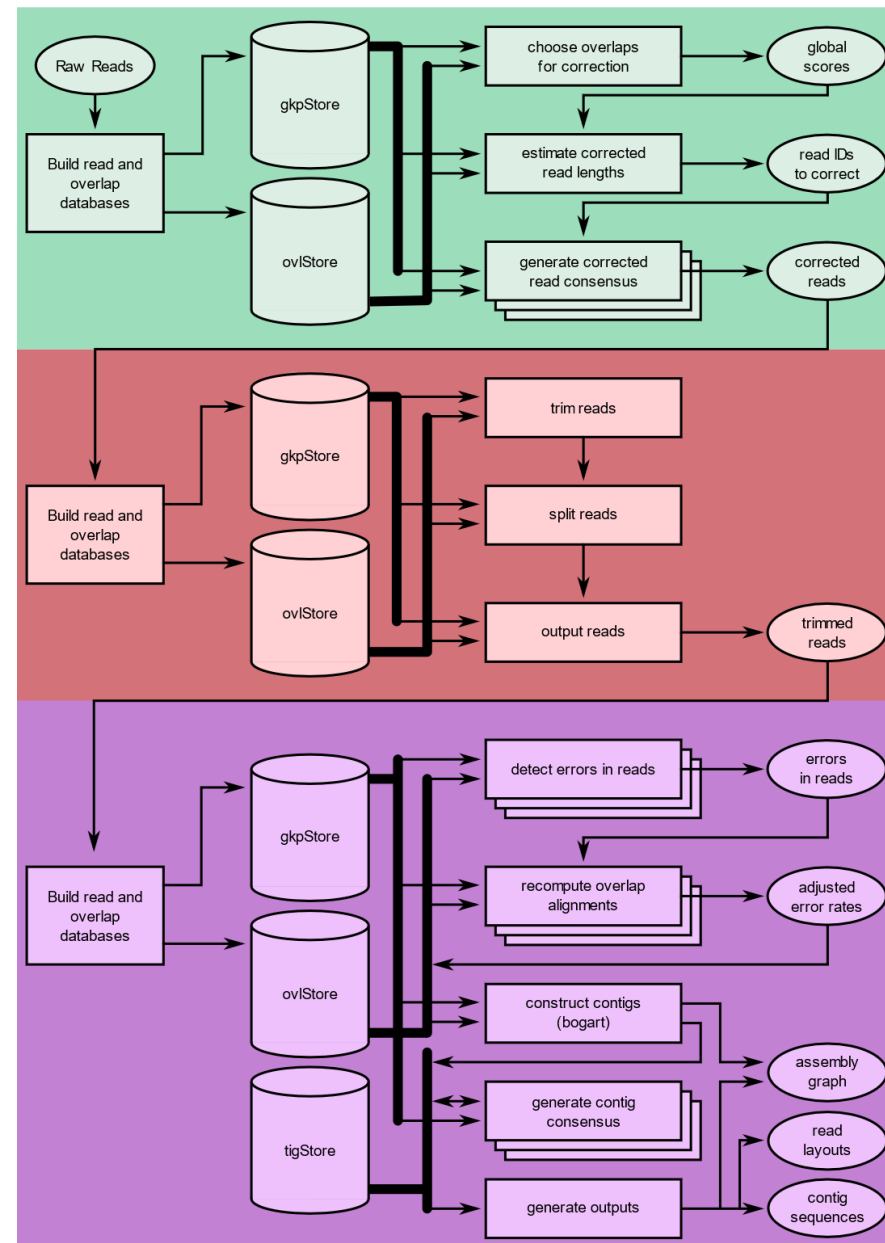 Raw Reads
Build read and
overlap
databases
gkpStore
ovlStore
choose overlaps
for correction
global
scores
estimate corrected
read lengths
read IDs
to correct
generate corrected
read consensus
corrected
reads
Build read and
overlap
databases
gkpStore
ovlStore
trim reads
split reads
output reads
trimmed
reads
Build read and
overlap
databases
gkpStore
ovlStore
tigStore
detect errors in reads
errors
in reads
recompute overlap
alignments
adjusted
error rates
construct contigs
(bogart)
assembly
graph
generate contig
consensus
read
layouts
generate outputs
contig
sequences